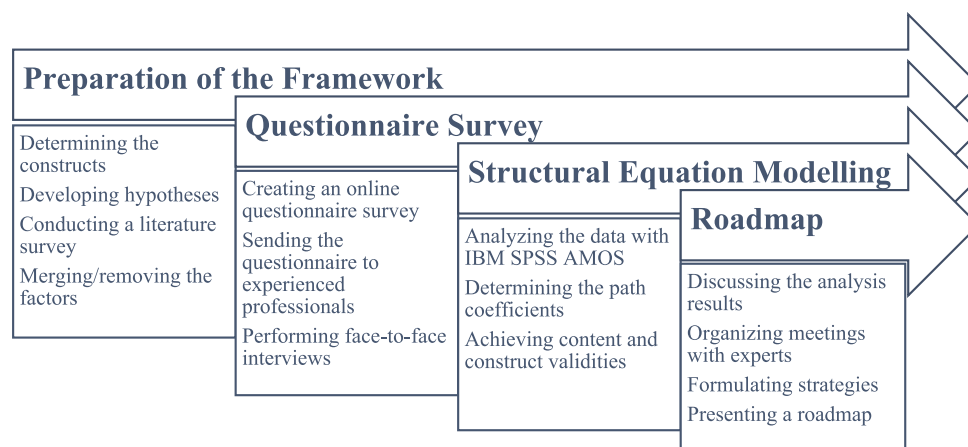 Preparation of the Framework
Determining the
constructs
Developing hypotheses
Conducting a literature
survey
Merging/removing the
factors
Questionnaire Survey
Creating an online
questionnaire survey
Sending the
questionnaire to
experienced
professionals
Performing face-to-face
interviews
Structural Equation Modelling
Analyzing the data with
IBM SPSS AMOS
Determining the path
coefficients
Achieving content and
construct validities
Roadmap
Discussing the analysis
results
Organizing meetings
with experts
Formulating strategies
Presenting a roadmap